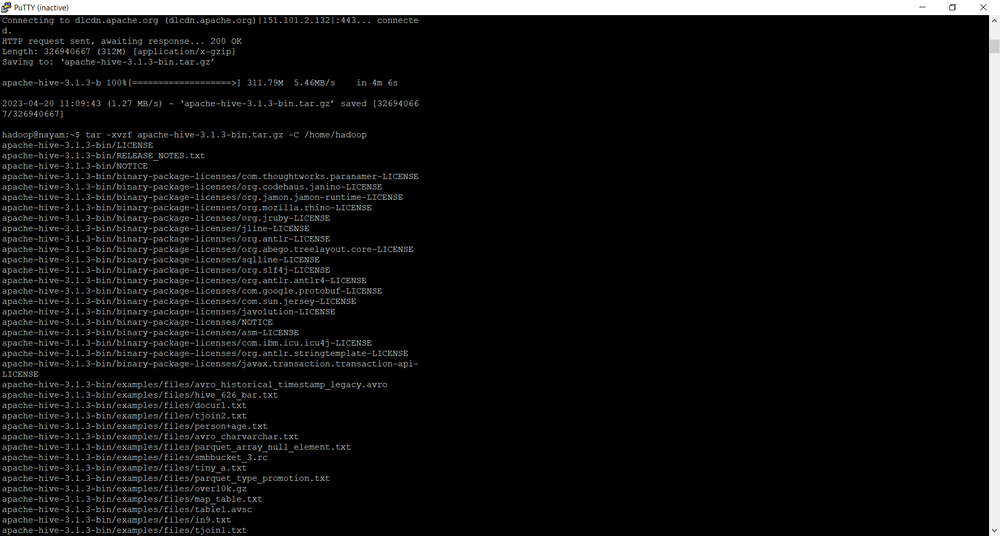 PuTTY (inactive)
Connecting to dlcdn.apache.org (dlcdn.apache.org)|151.101.2.132|:443... connecte
d.
HTTP request sent, awaiting response... 200 OK
Length: 326940667 (312M) [application/x-gzip]
Saving to: ‘apache-hive-3.1.3-bin.tar.gz’
apache-hive-3.1.3-b 100%[===================>] 311.79M  5.46MB/s    in 4m 6s
2023-04-20 11:09:43 (1.27 MB/s) - ‘apache-hive-3.1.3-bin.tar.gz’ saved [32694066
7/326940667]
hadoop@nayam:~$ tar -xvzf apache-hive-3.1.3-bin.tar.gz -C /home/hadoop
apache-hive-3.1.3-bin/LICENSE
apache-hive-3.1.3-bin/RELEASE_NOTES.txt
apache-hive-3.1.3-bin/NOTICE
apache-hive-3.1.3-bin/binary-package-licenses/com.thoughtworks.paranamer-LICENSE
apache-hive-3.1.3-bin/binary-package-licenses/org.codehaus.janino-LICENSE
apache-hive-3.1.3-bin/binary-package-licenses/org.jamon.jamon-runtime-LICENSE
apache-hive-3.1.3-bin/binary-package-licenses/org.mozilla.rhino-LICENSE
apache-hive-3.1.3-bin/binary-package-licenses/org.jruby-LICENSE
apache-hive-3.1.3-bin/binary-package-licenses/jline-LICENSE
apache-hive-3.1.3-bin/binary-package-licenses/org.antlr-LICENSE
apache-hive-3.1.3-bin/binary-package-licenses/org.abego.treelayout.core-LICENSE
apache-hive-3.1.3-bin/binary-package-licenses/sqlline-LICENSE
apache-hive-3.1.3-bin/binary-package-licenses/org.slf4j-LICENSE
apache-hive-3.1.3-bin/binary-package-licenses/org.antlr.antlr4-LICENSE
apache-hive-3.1.3-bin/binary-package-licenses/com.google.protobuf-LICENSE
apache-hive-3.1.3-bin/binary-package-licenses/com.sun.jersey-LICENSE
apache-hive-3.1.3-bin/binary-package-licenses/javolution-LICENSE
apache-hive-3.1.3-bin/binary-package-licenses/NOTICE
apache-hive-3.1.3-bin/binary-package-licenses/asm-LICENSE
apache-hive-3.1.3-bin/binary-package-licenses/com.ibm.icu.icu4j-LICENSE
apache-hive-3.1.3-bin/binary-package-licenses/org.antlr.stringtemplate-LICENSE
apache-hive-3.1.3-bin/binary-package-licenses/javax.transaction.transaction-api-
LICENSE
apache-hive-3.1.3-bin/examples/files/avro_historical_timestamp_legacy.avro
apache-hive-3.1.3-bin/examples/files/hive_626_bar.txt
apache-hive-3.1.3-bin/examples/files/docurl.txt
apache-hive-3.1.3-bin/examples/files/tjoin2.txt
apache-hive-3.1.3-bin/examples/files/person+age.txt
apache-hive-3.1.3-bin/examples/files/avro_charvarchar.txt
apache-hive-3.1.3-bin/examples/files/parquet_array_null_element.txt
apache-hive-3.1.3-bin/examples/files/smbbucket_3.rc
apache-hive-3.1.3-bin/examples/files/tiny_a.txt
apache-hive-3.1.3-bin/examples/files/parquet_type_promotion.txt
apache-hive-3.1.3-bin/examples/files/over10k.gz
apache-hive-3.1.3-bin/examples/files/map_table.txt
apache-hive-3.1.3-bin/examples/files/table1.avsc
apache-hive-3.1.3-bin/examples/files/in9.txt
apache-hive-3.1.3-bin/examples/files/tjoin1.txt